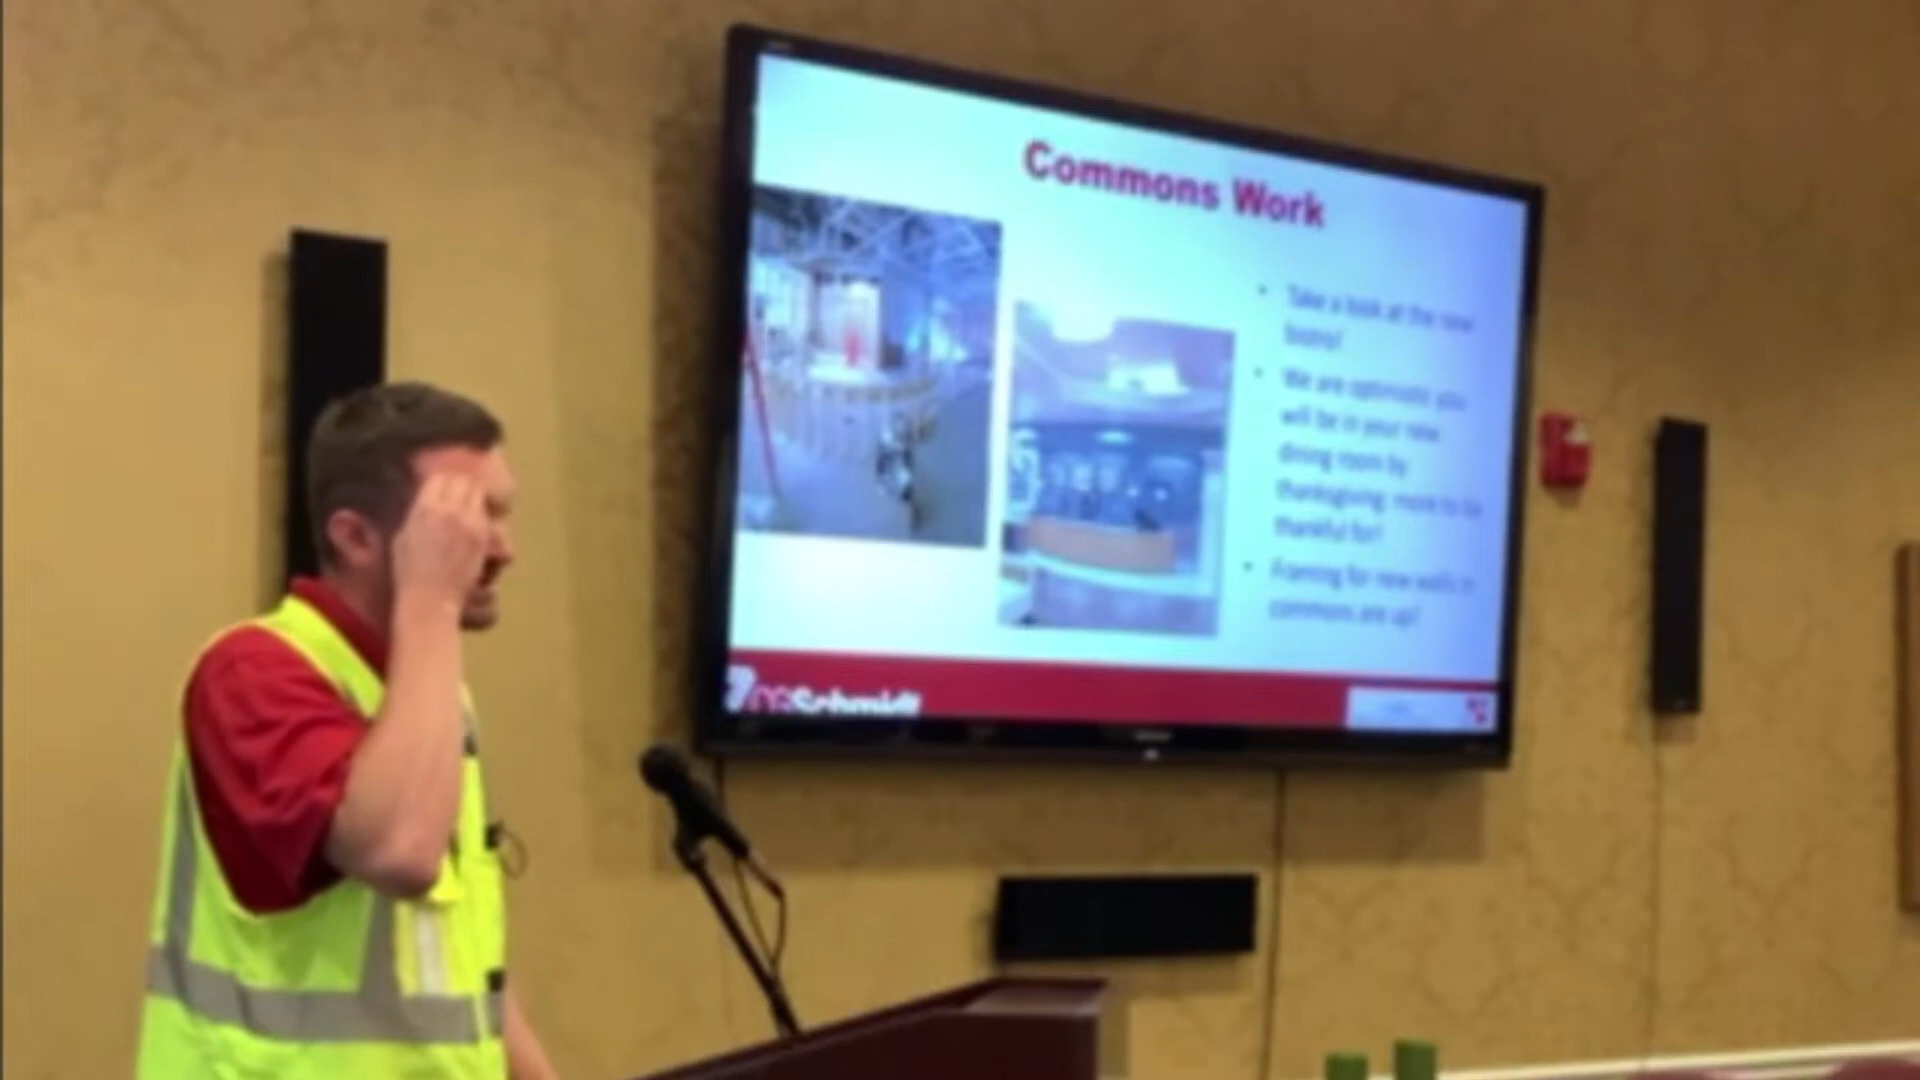 Commons Work
• Take a look at the new
bistro!
• We are optimistic you
will be in your new
dining room by
thanksgiving: more to be
thankful for!
• Framing for new walls in
commons are up!
Schmidt